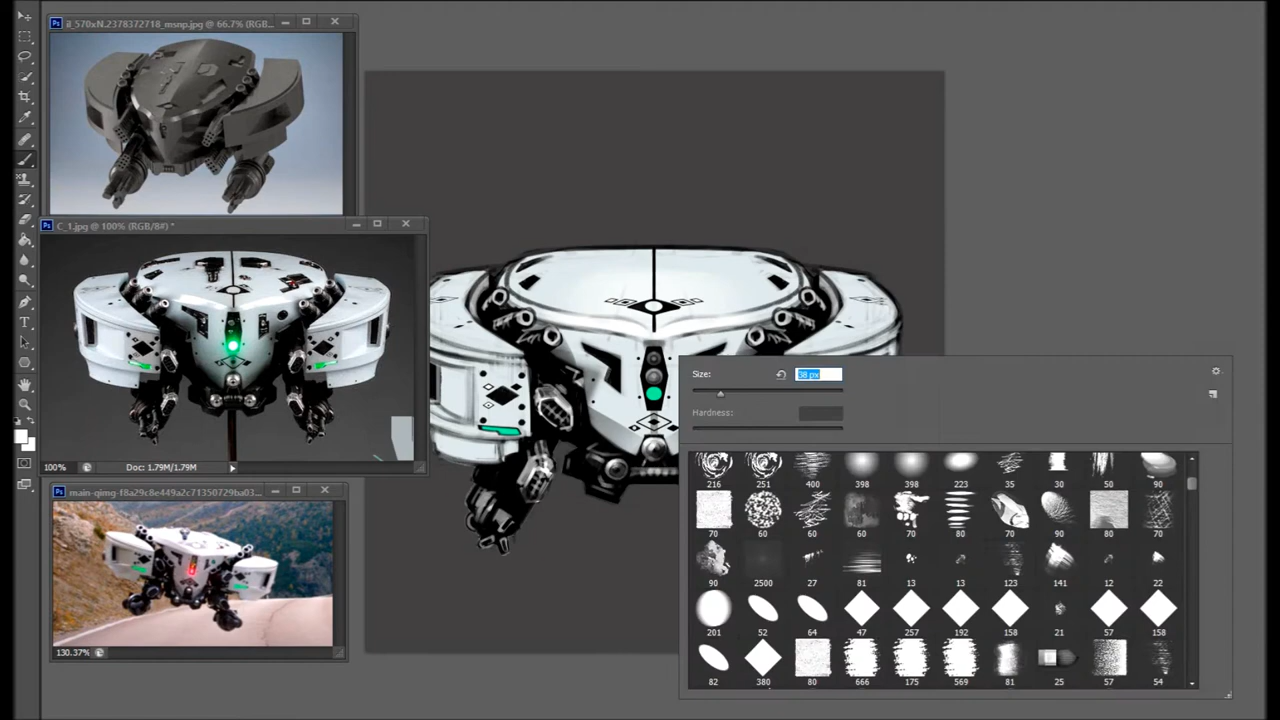 Ps il_570xN.2378372718_msnp.jpg @ 66.7% (RGB...
Ps C_1.jpg @ 100% (RGB/8#) *
100% Doc: 1.79M/1.79M
Ps main-qimg-f8a29c8e449a2c71350729ba03...
130.37%
T
Size: 38 px
Hardness:
216 251 400 398 398 223 35 30 50 90
70 60 60 60 70 80 70 90 80 70
90 2500 27 81 13 13 123 141 12 22
201 52 64 47 257 192 158 21 57 158
82 380 80 666 175 569 81 25 57 54